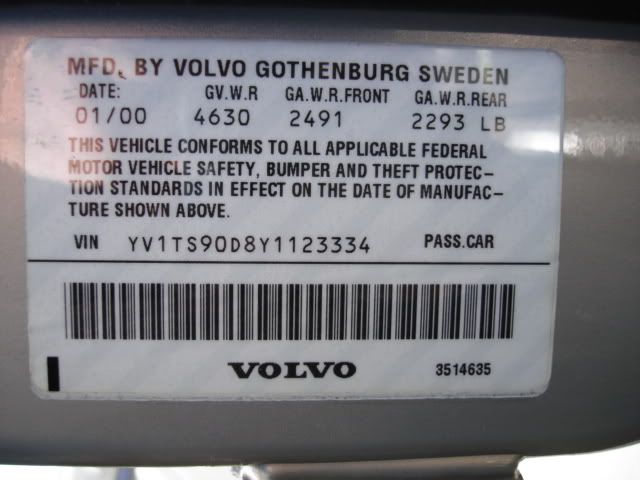 MFD. BY VOLVO GOTHENBURG SWEDEN
DATE: GV.W.R GA.W.R.FRONT GA.W.R.REAR
01/00 4630 2491 2293 LB
THIS VEHICLE CONFORMS TO ALL APPLICABLE FEDERAL
MOTOR VEHICLE SAFETY, BUMPER AND THEFT PROTEC-
TION STANDARDS IN EFFECT ON THE DATE OF MANUFAC-
TURE SHOWN ABOVE.
VIN YV1TS90D8Y1123334 PASS.CAR
VOLVO 3514635